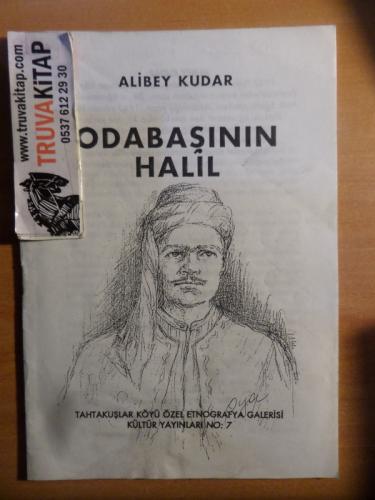 www.truvakitap.com
TRUVAKİTAP
0537 612 29 30
ALİBEY KUDAR
ODABAŞININ
HALİL
TAHTAKUŞLAR KÖYÜ ÖZEL ETNOGRAFYA GALERİSİ
KÜLTÜR YAYINLARI NO: 7